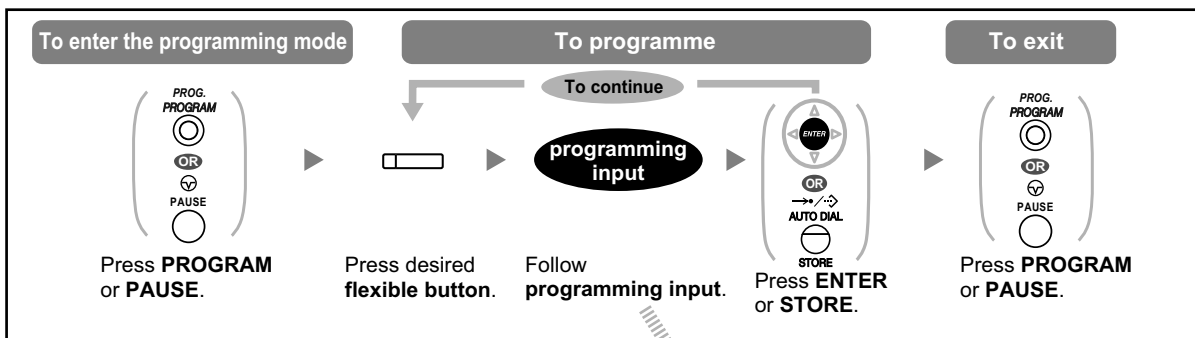 To enter the programming mode
To programme
To exit
To continue
PROG.
PROGRAM
OR
PAUSE
Press PROGRAM
or PAUSE.
Press desired
flexible button.
programming
input
Follow
programming input.
ENTER
OR
AUTO DIAL
STORE
Press ENTER
or STORE.
PROG.
PROGRAM
OR
PAUSE
Press PROGRAM
or PAUSE.